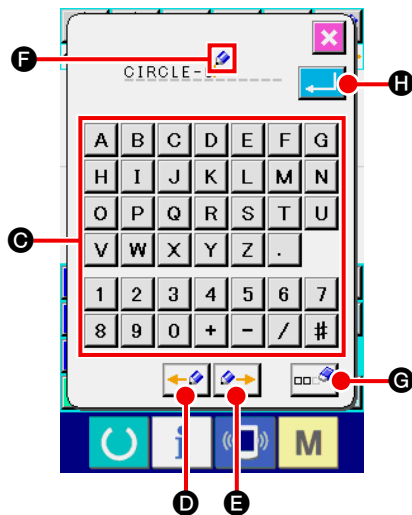 F
CIRCLE-
H
A B C D E F G
H I J K L M N
O P Q R S T U
C
V W X Y Z .
1 2 3 4 5 6 7
8 9 0 + - / #
G
i M
D E